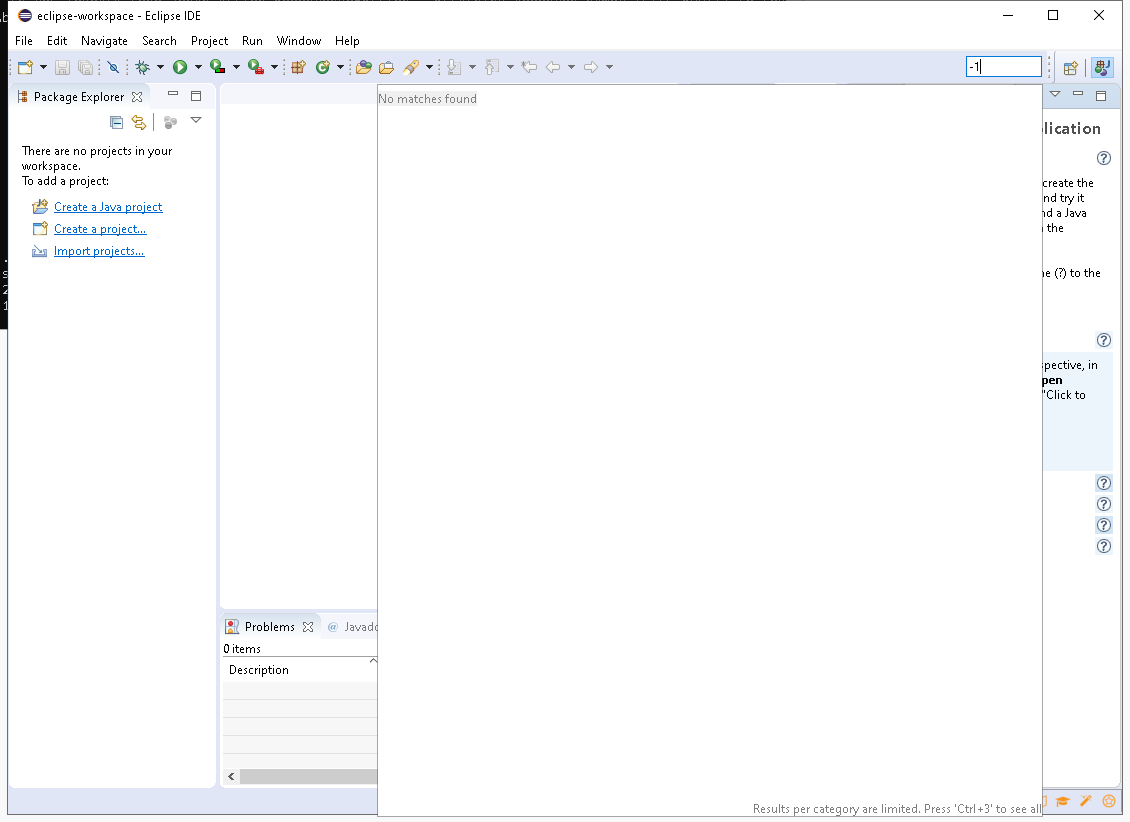 eclipse-workspace - Eclipse IDE
File Edit Navigate Search Project Run Window Help
-1
Package Explorer
No matches found
There are no projects in your
workspace.
To add a project:
Create a Java project
Create a project...
Import projects...
lication
create the
nd try it
nd a Java
the
ne (?) to the
spective, in
pen
"Click to
Problems @ Javado
0 items
Description
Results per category are limited. Press 'Ctrl+3' to see all